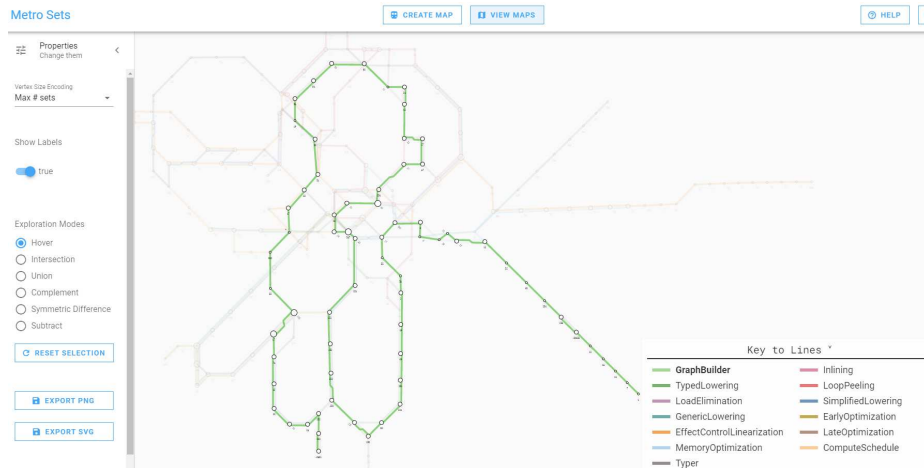 Metro Sets
CREATE MAP
VIEW MAPS
HELP
Properties
Change them
Vertex Size Encoding
Max # sets
Show Labels
true
Exploration Modes
Hover
Intersection
Union
Complement
Symmetric Difference
Subtract
RESET SELECTION
EXPORT PNG
EXPORT SVG
Key to Lines ˅
GraphBuilder
TypedLowering
LoadElimination
GenericLowering
EffectControlLinearization
MemoryOptimization
Typer
Inlining
LoopPeeling
SimplifiedLowering
EarlyOptimization
LateOptimization
ComputeSchedule